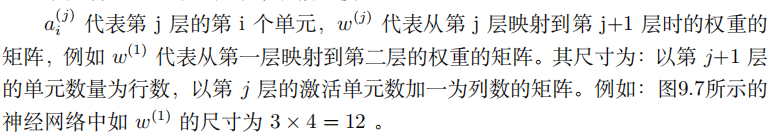 $a_i^{(j)}$ 代表第 j 层的第 i 个单元，$w^{(j)}$ 代表从第 j 层映射到第 j+1 层时的权重的
矩阵，例如 $w^{(1)}$ 代表从第一层映射到第二层的权重的矩阵。其尺寸为：以第 $j$+1 层
的单元数量为行数，以第 $j$ 层的激活单元数加一为列数的矩阵。例如：图9.7所示的
神经网络中如 $w^{(1)}$ 的尺寸为 $3 \times 4 = 12$ 。